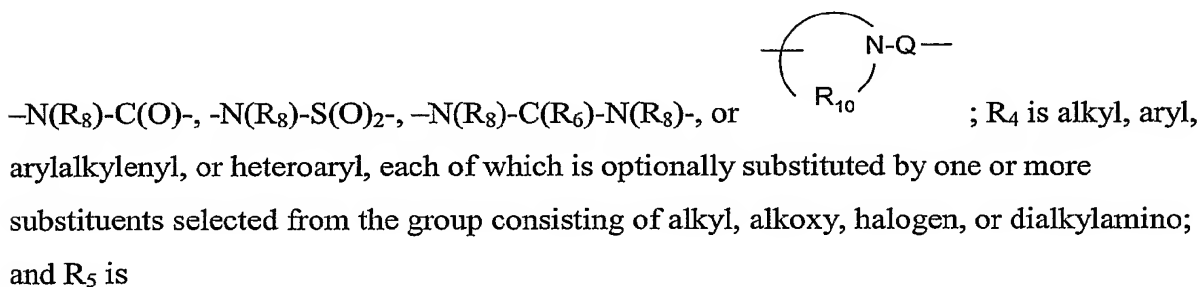 N-Q—
R₁₀
–N(R₈)-C(O)-, -N(R₈)-S(O)₂-, –N(R₈)-C(R₆)-N(R₈)-, or ; R₄ is alkyl, aryl,
arylalkylenyl, or heteroaryl, each of which is optionally substituted by one or more
substituents selected from the group consisting of alkyl, alkoxy, halogen, or dialkylamino;
and R₅ is